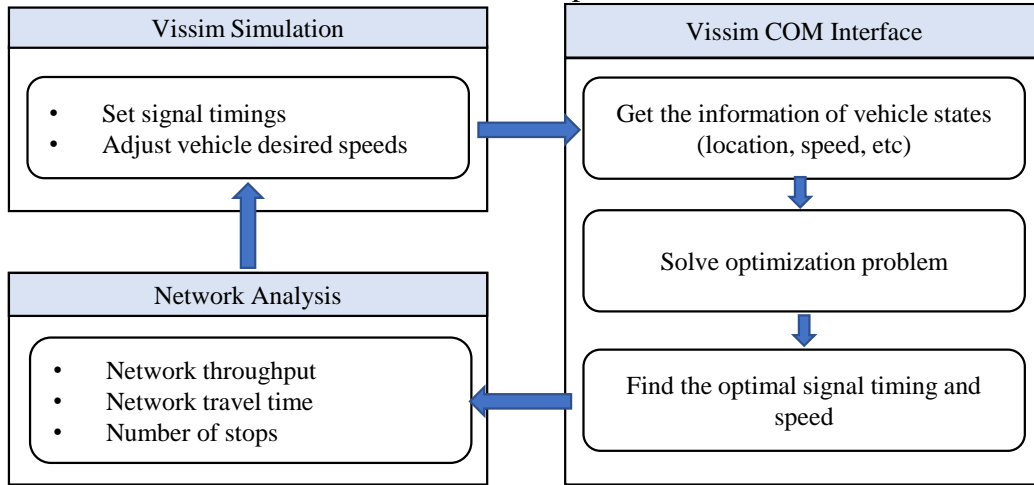 Vissim Simulation
• Set signal timings
• Adjust vehicle desired speeds
Vissim COM Interface
Get the information of vehicle states
(location, speed, etc)
Solve optimization problem
Find the optimal signal timing and
speed
Network Analysis
• Network throughput
• Network travel time
• Number of stops